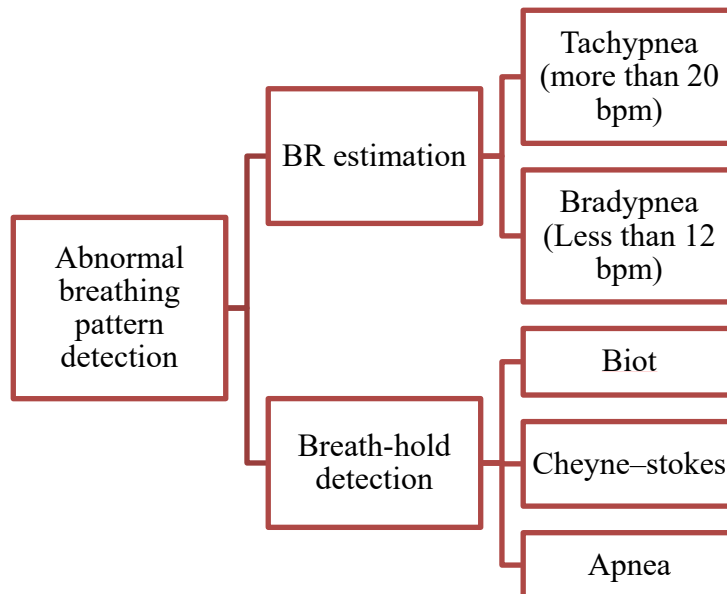 Abnormal
breathing
pattern
detection
BR estimation
Tachypnea
(more than 20
bpm)
Bradypnea
(Less than 12
bpm)
Breath-hold
detection
Biot
Cheyne–stokes
Apnea